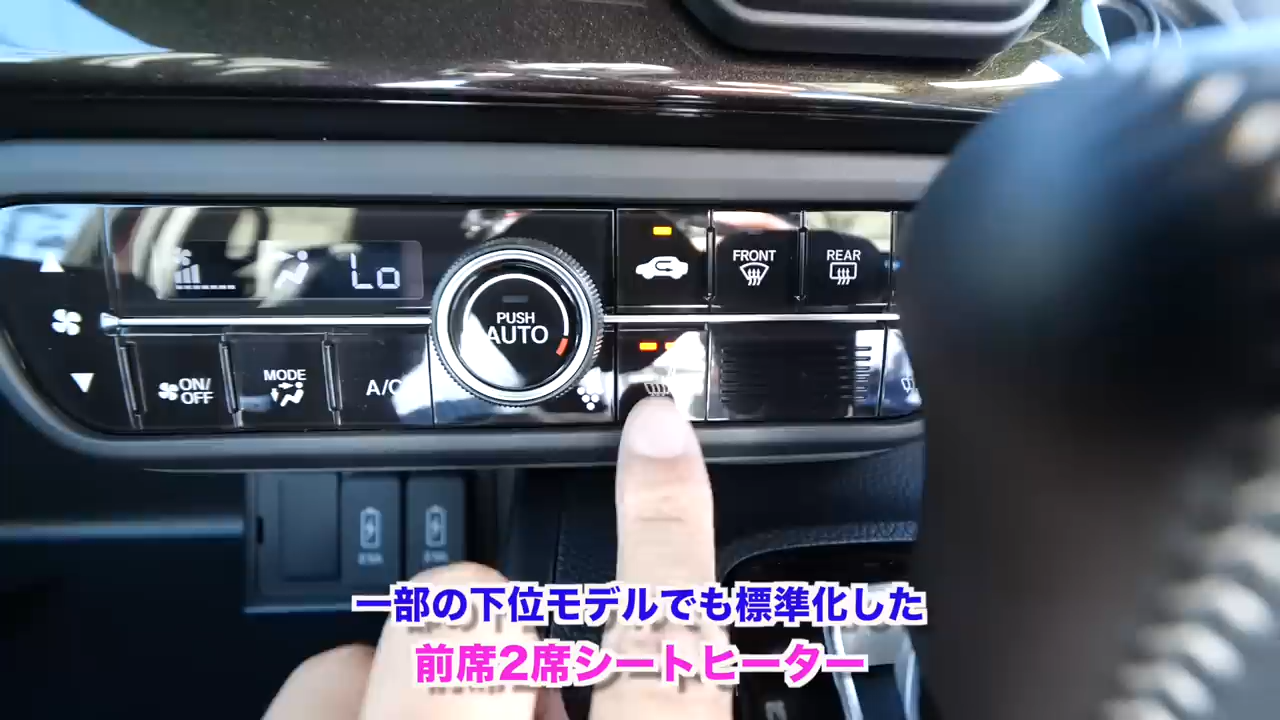 Lo
PUSH
AUTO
FRONT
REAR
ON/
OFF
MODE
A/C
一部の下位モデルでも標準化した
前席2席シートヒーター